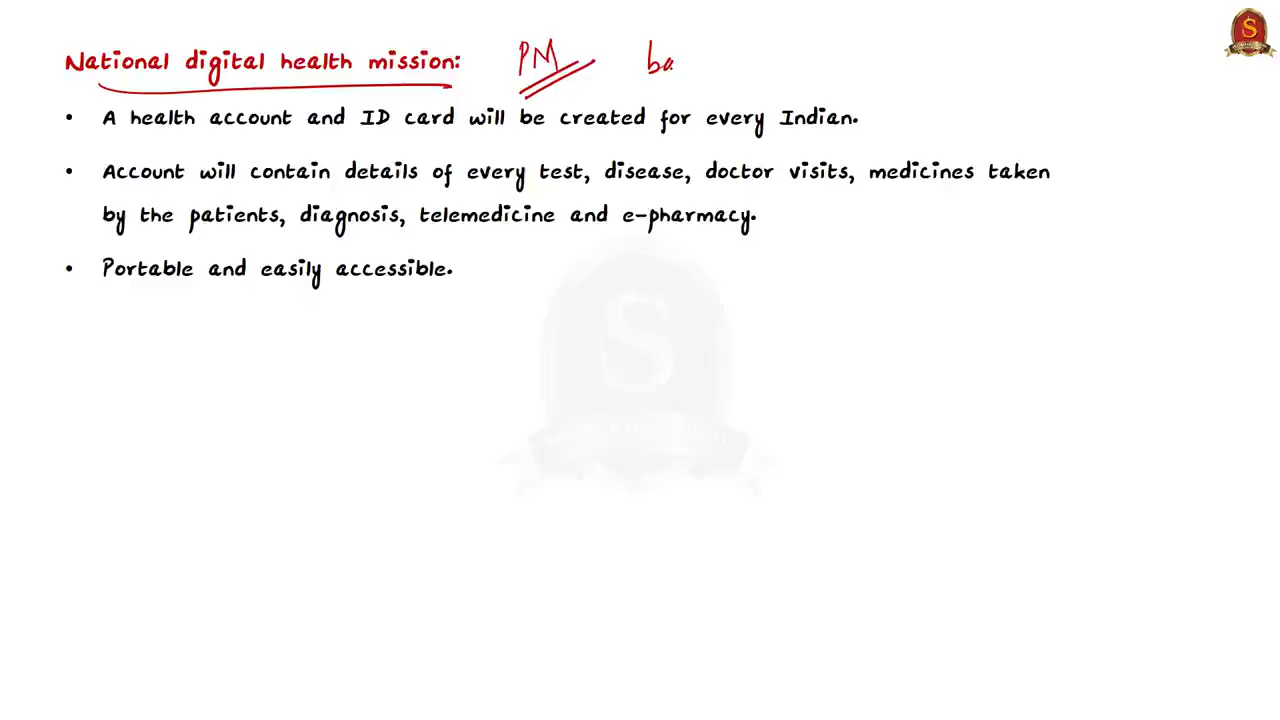 National digital health mission: PM
• A health account and ID card will be created for every Indian.
• Account will contain details of every test, disease, doctor visits, medicines taken
by the patients, diagnosis, telemedicine and e-pharmacy.
• Portable and easily accessible.
S
S